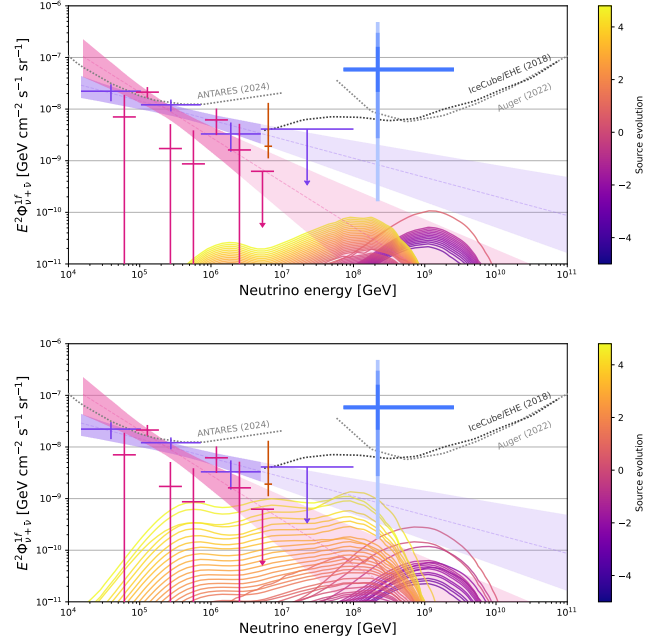 10⁻⁶
10⁻⁷
10⁻⁸
10⁻⁹
10⁻¹⁰
10⁻¹¹
E²Φ¹ᶠ_ν+ν̄ [GeV cm⁻² s⁻¹ sr⁻¹]
ANTARES (2024)
IceCube/EHE (2018)
Auger (2022)
10⁴ 10⁵ 10⁶ 10⁷ 10⁸ 10⁹ 10¹⁰ 10¹¹
Neutrino energy [GeV]
4
2
0
−2
−4
Source evolution
10⁻⁶
10⁻⁷
10⁻⁸
10⁻⁹
10⁻¹⁰
10⁻¹¹
E²Φ¹ᶠ_ν+ν̄ [GeV cm⁻² s⁻¹ sr⁻¹]
ANTARES (2024)
IceCube/EHE (2018)
Auger (2022)
10⁴ 10⁵ 10⁶ 10⁷ 10⁸ 10⁹ 10¹⁰ 10¹¹
Neutrino energy [GeV]
4
2
0
−2
−4
Source evolution